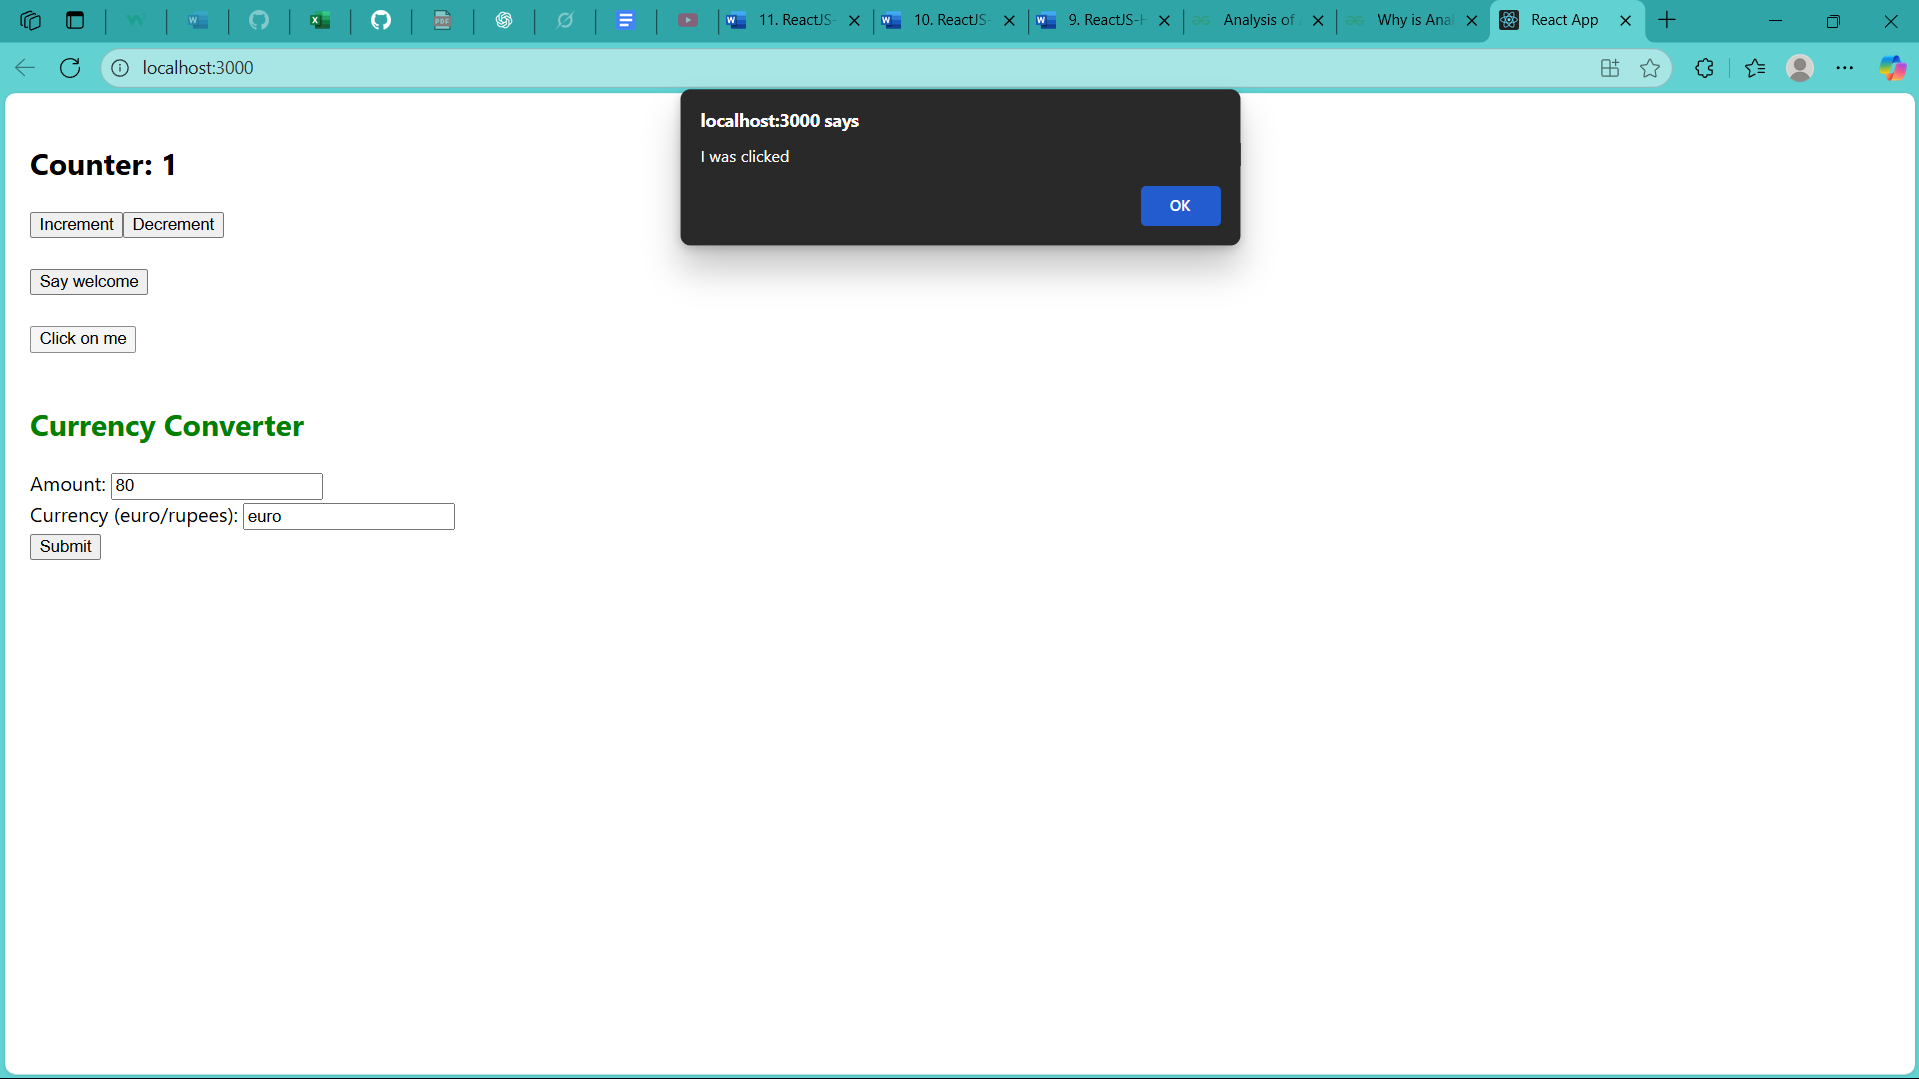 11. ReactJS-
10. ReactJS-
9. ReactJS-H
Analysis of
Why is Anal
React App
localhost:3000
localhost:3000 says
I was clicked
OK
Counter: 1
Increment Decrement
Say welcome
Click on me
Currency Converter
Amount: 80
Currency (euro/rupees): euro
Submit